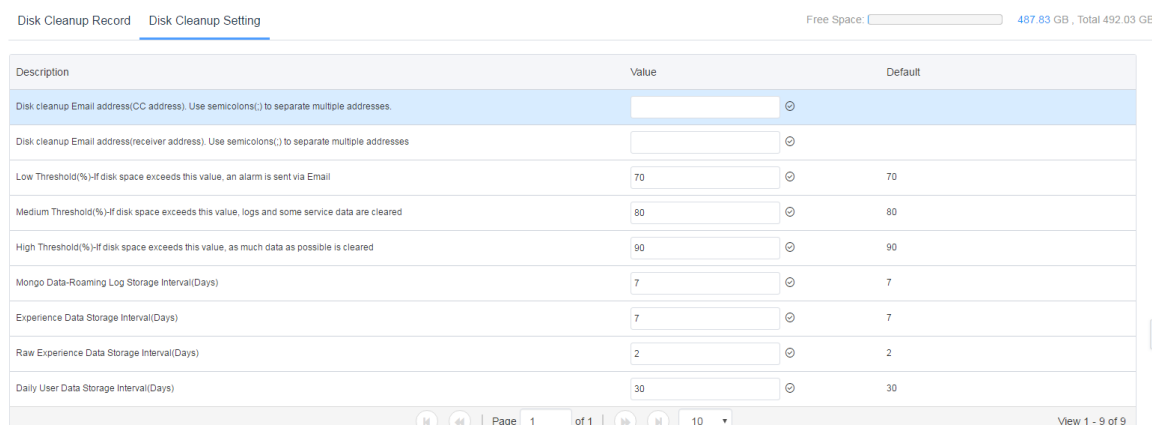 Disk Cleanup Record Disk Cleanup Setting Free Space: 487.83 GB , Total 492.03 GB
Description Value Default
Disk cleanup Email address(CC address). Use semicolons(;) to separate multiple addresses.
Disk cleanup Email address(receiver address). Use semicolons(;) to separate multiple addresses
Low Threshold(%)-If disk space exceeds this value, an alarm is sent via Email 70 70
Medium Threshold(%)-If disk space exceeds this value, logs and some service data are cleared 80 80
High Threshold(%)-If disk space exceeds this value, as much data as possible is cleared 90 90
Mongo Data-Roaming Log Storage Interval(Days) 7 7
Experience Data Storage Interval(Days) 7 7
Raw Experience Data Storage Interval(Days) 2 2
Daily User Data Storage Interval(Days) 30 30
Page 1 of 1 10 View 1 - 9 of 9